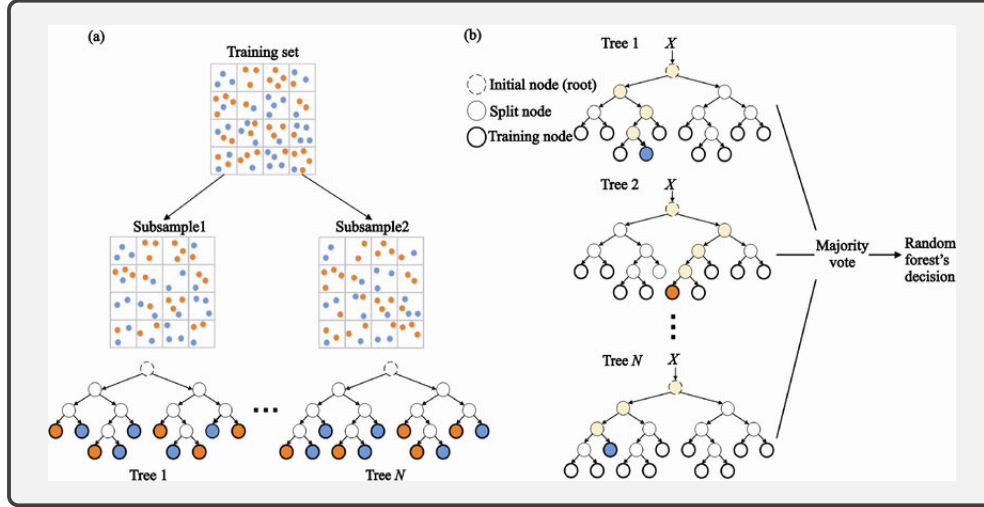 (a)
Training set
Subsample1
Subsample2
Tree 1
Tree N
(b)
Initial node (root)
Split node
Training node
Tree 1
X
Tree 2
X
Tree N
X
Majority
vote
Random
forest's
decision